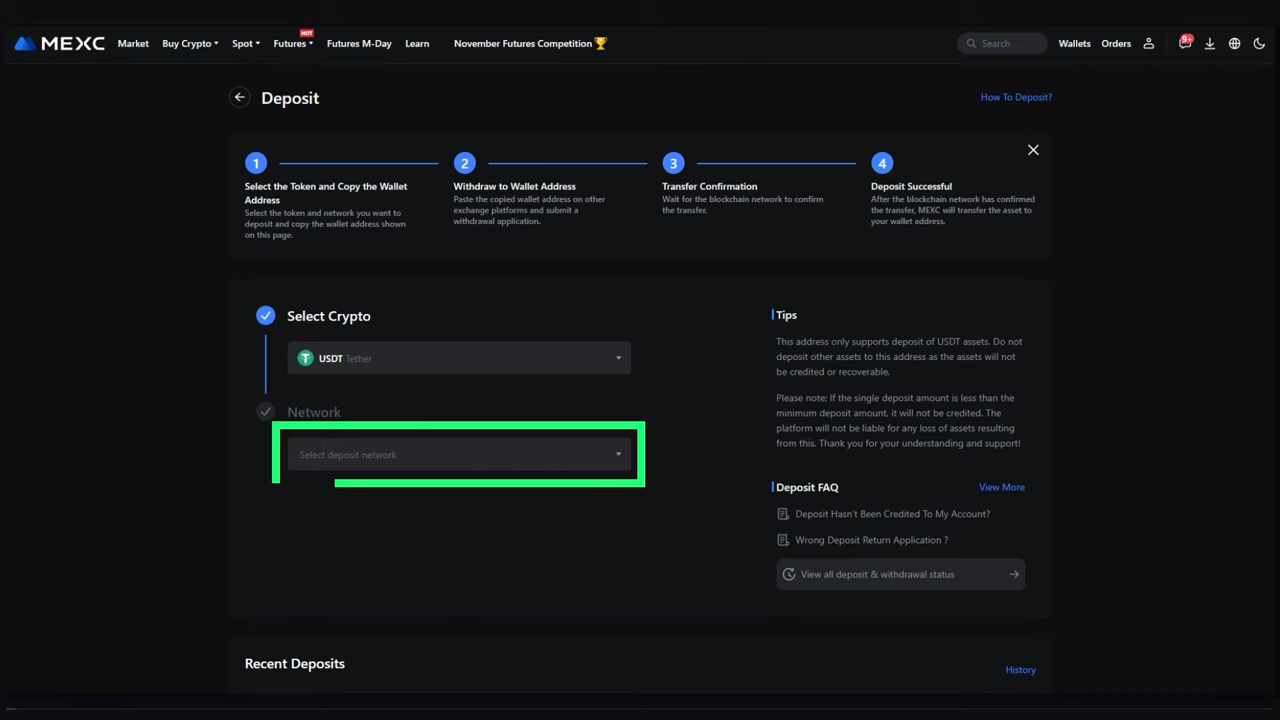 MEXC Market Buy Crypto Spot Futures HOT Futures M-Day Learn November Futures Competition Search Wallets Orders 9+
Deposit
How To Deposit?
1 2 3 4
Select the Token and Copy the Wallet
Address
Select the token and network you want to
deposit and copy the wallet address shown
on this page.
Withdraw to Wallet Address
Paste the copied wallet address on other
exchange platforms and submit a
withdrawal application.
Transfer Confirmation
Wait for the blockchain network to confirm
the transfer.
Deposit Successful
After the blockchain network has confirmed
the transfer, MEXC will transfer the asset to
your wallet address.
Select Crypto
USDT Tether
Network
Select deposit network
Tips
This address only supports deposit of USDT assets. Do not
deposit other assets to this address as the assets will not
be credited or recoverable.
Please note: If the single deposit amount is less than the
minimum deposit amount, it will not be credited. The
platform will not be liable for any loss of assets resulting
from this. Thank you for your understanding and support!
Deposit FAQ
View More
Deposit Hasn't Been Credited To My Account?
Wrong Deposit Return Application ?
View all deposit & withdrawal status
Recent Deposits
History